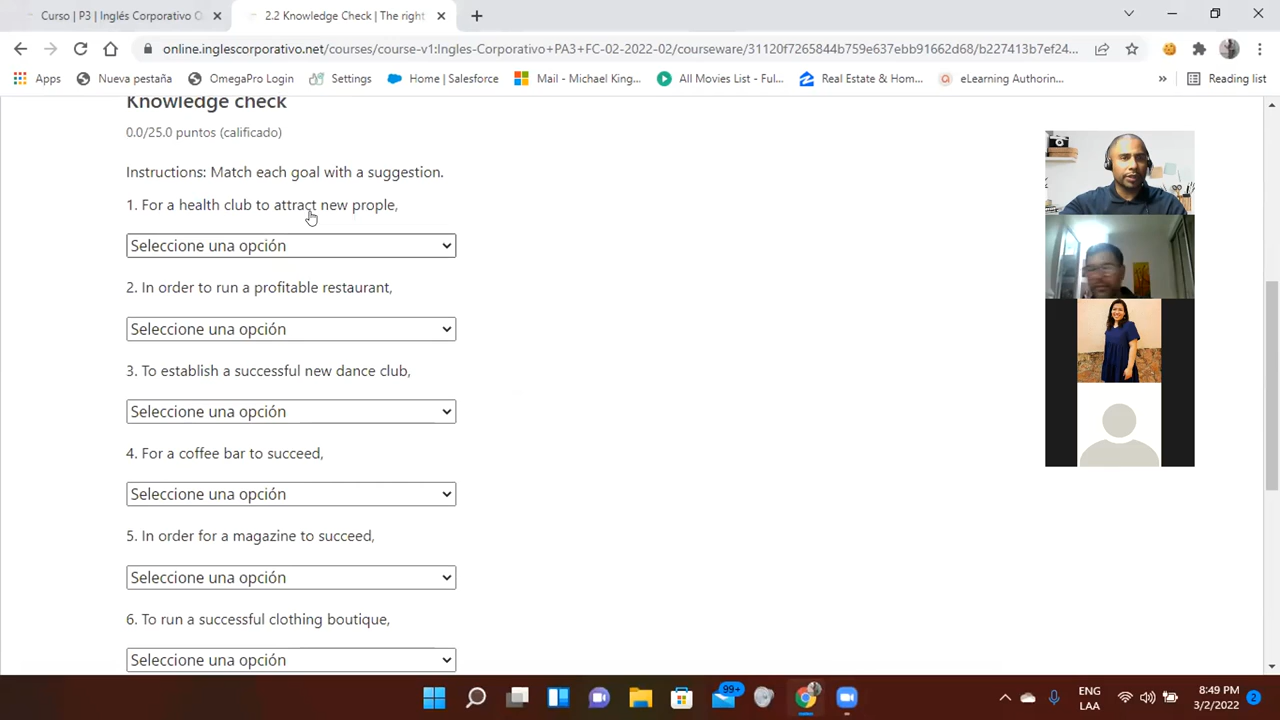 Curso | P3 | Inglés Corporativo O
2.2 Knowledge Check | The right
online.inglescorporativo.net/courses/course-v1:Ingles-Corporativo+PA3+FC-02-2022-02/courseware/31120f7265844b759e637ebb91662d68/b227413b7ef24...
Apps Nueva pestaña OmegaPro Login Settings Home | Salesforce Mail - Michael King... All Movies List - Ful... Real Estate & Hom... eLearning Authorin... » Reading list
Knowledge check
0.0/25.0 puntos (calificado)
Instructions: Match each goal with a suggestion.
1. For a health club to attract new prople,
Seleccione una opción
2. In order to run a profitable restaurant,
Seleccione una opción
3. To establish a successful new dance club,
Seleccione una opción
4. For a coffee bar to succeed,
Seleccione una opción
5. In order for a magazine to succeed,
Seleccione una opción
6. To run a successful clothing boutique,
Seleccione una opción
99+
ENG
LAA
8:49 PM
3/2/2022
2